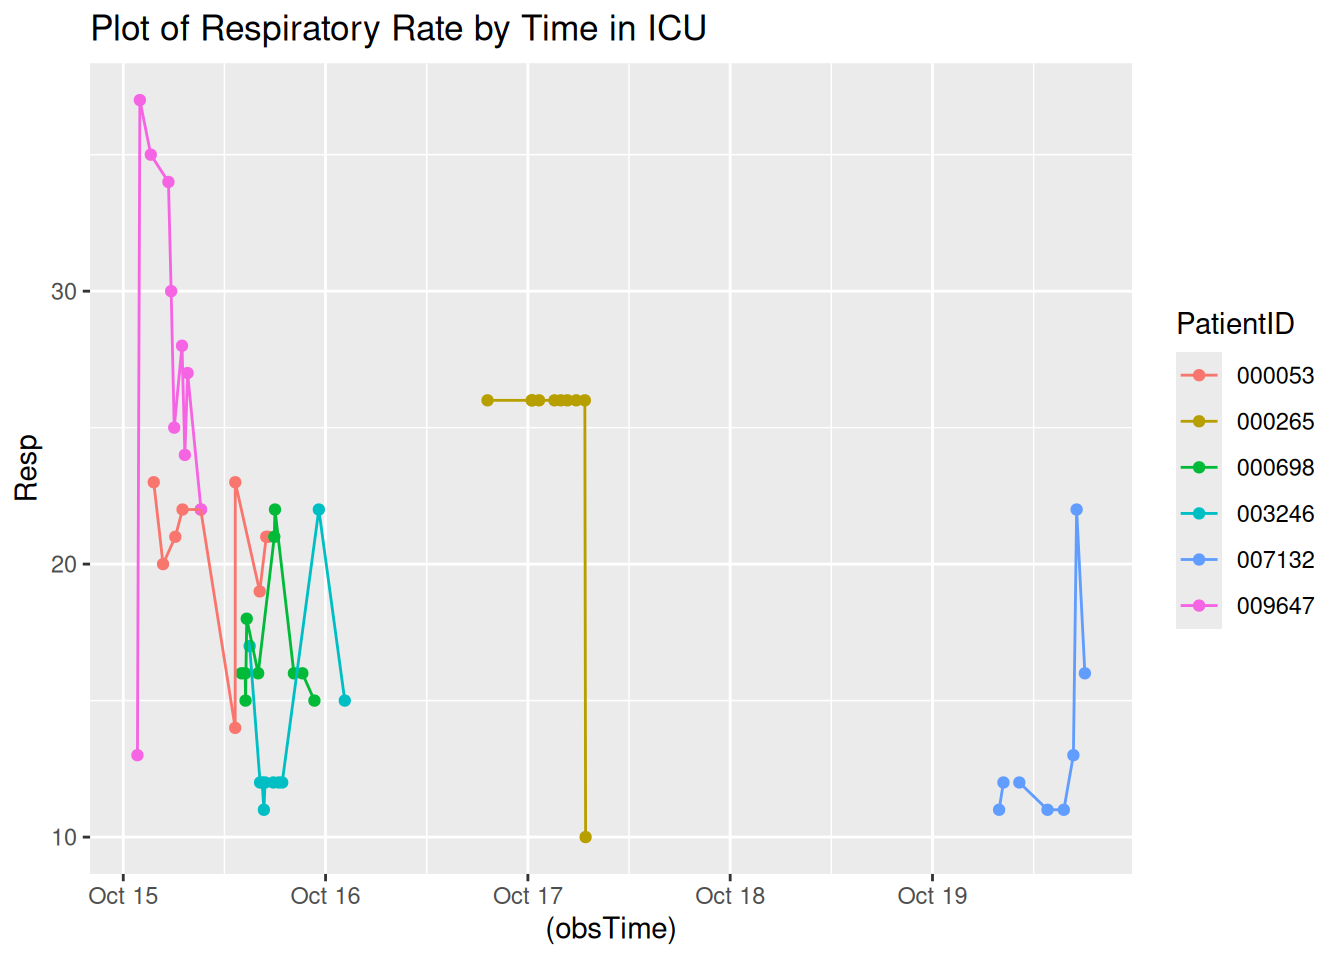 Plot of Respiratory Rate by Time in ICU
30
20
10
Resp
Oct 15
Oct 16
Oct 17
Oct 18
Oct 19
(obsTime)
PatientID
000053
000265
000698
003246
007132
009647